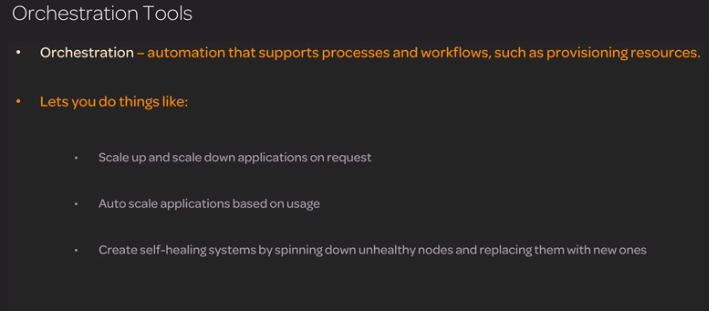 Orchestration Tools
• Orchestration – automation that supports processes and workflows, such as provisioning resources.
• Lets you do things like:
• Scale up and scale down applications on request
• Auto scale applications based on usage
• Create self-healing systems by spinning down unhealthy nodes and replacing them with new ones